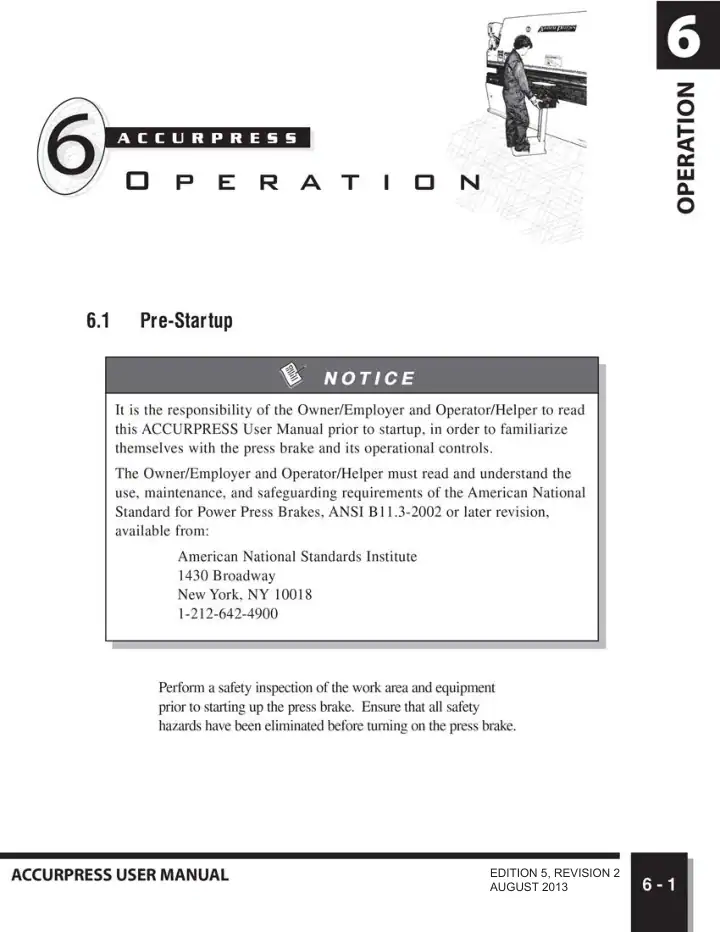 6
OPERATION
ACCURPRESS
6 ACCURPRESS
OPERATION
6.1 Pre-Startup
NOTICE
It is the responsibility of the Owner/Employer and Operator/Helper to read
this ACCURPRESS User Manual prior to startup, in order to familiarize
themselves with the press brake and its operational controls.
The Owner/Employer and Operator/Helper must read and understand the
use, maintenance, and safeguarding requirements of the American National
Standard for Power Press Brakes, ANSI B11.3-2002 or later revision,
available from:
American National Standards Institute
1430 Broadway
New York, NY 10018
1-212-642-4900
Perform a safety inspection of the work area and equipment
prior to starting up the press brake. Ensure that all safety
hazards have been eliminated before turning on the press brake.
ACCURPRESS USER MANUAL
EDITION 5, REVISION 2
AUGUST 2013
6 - 1